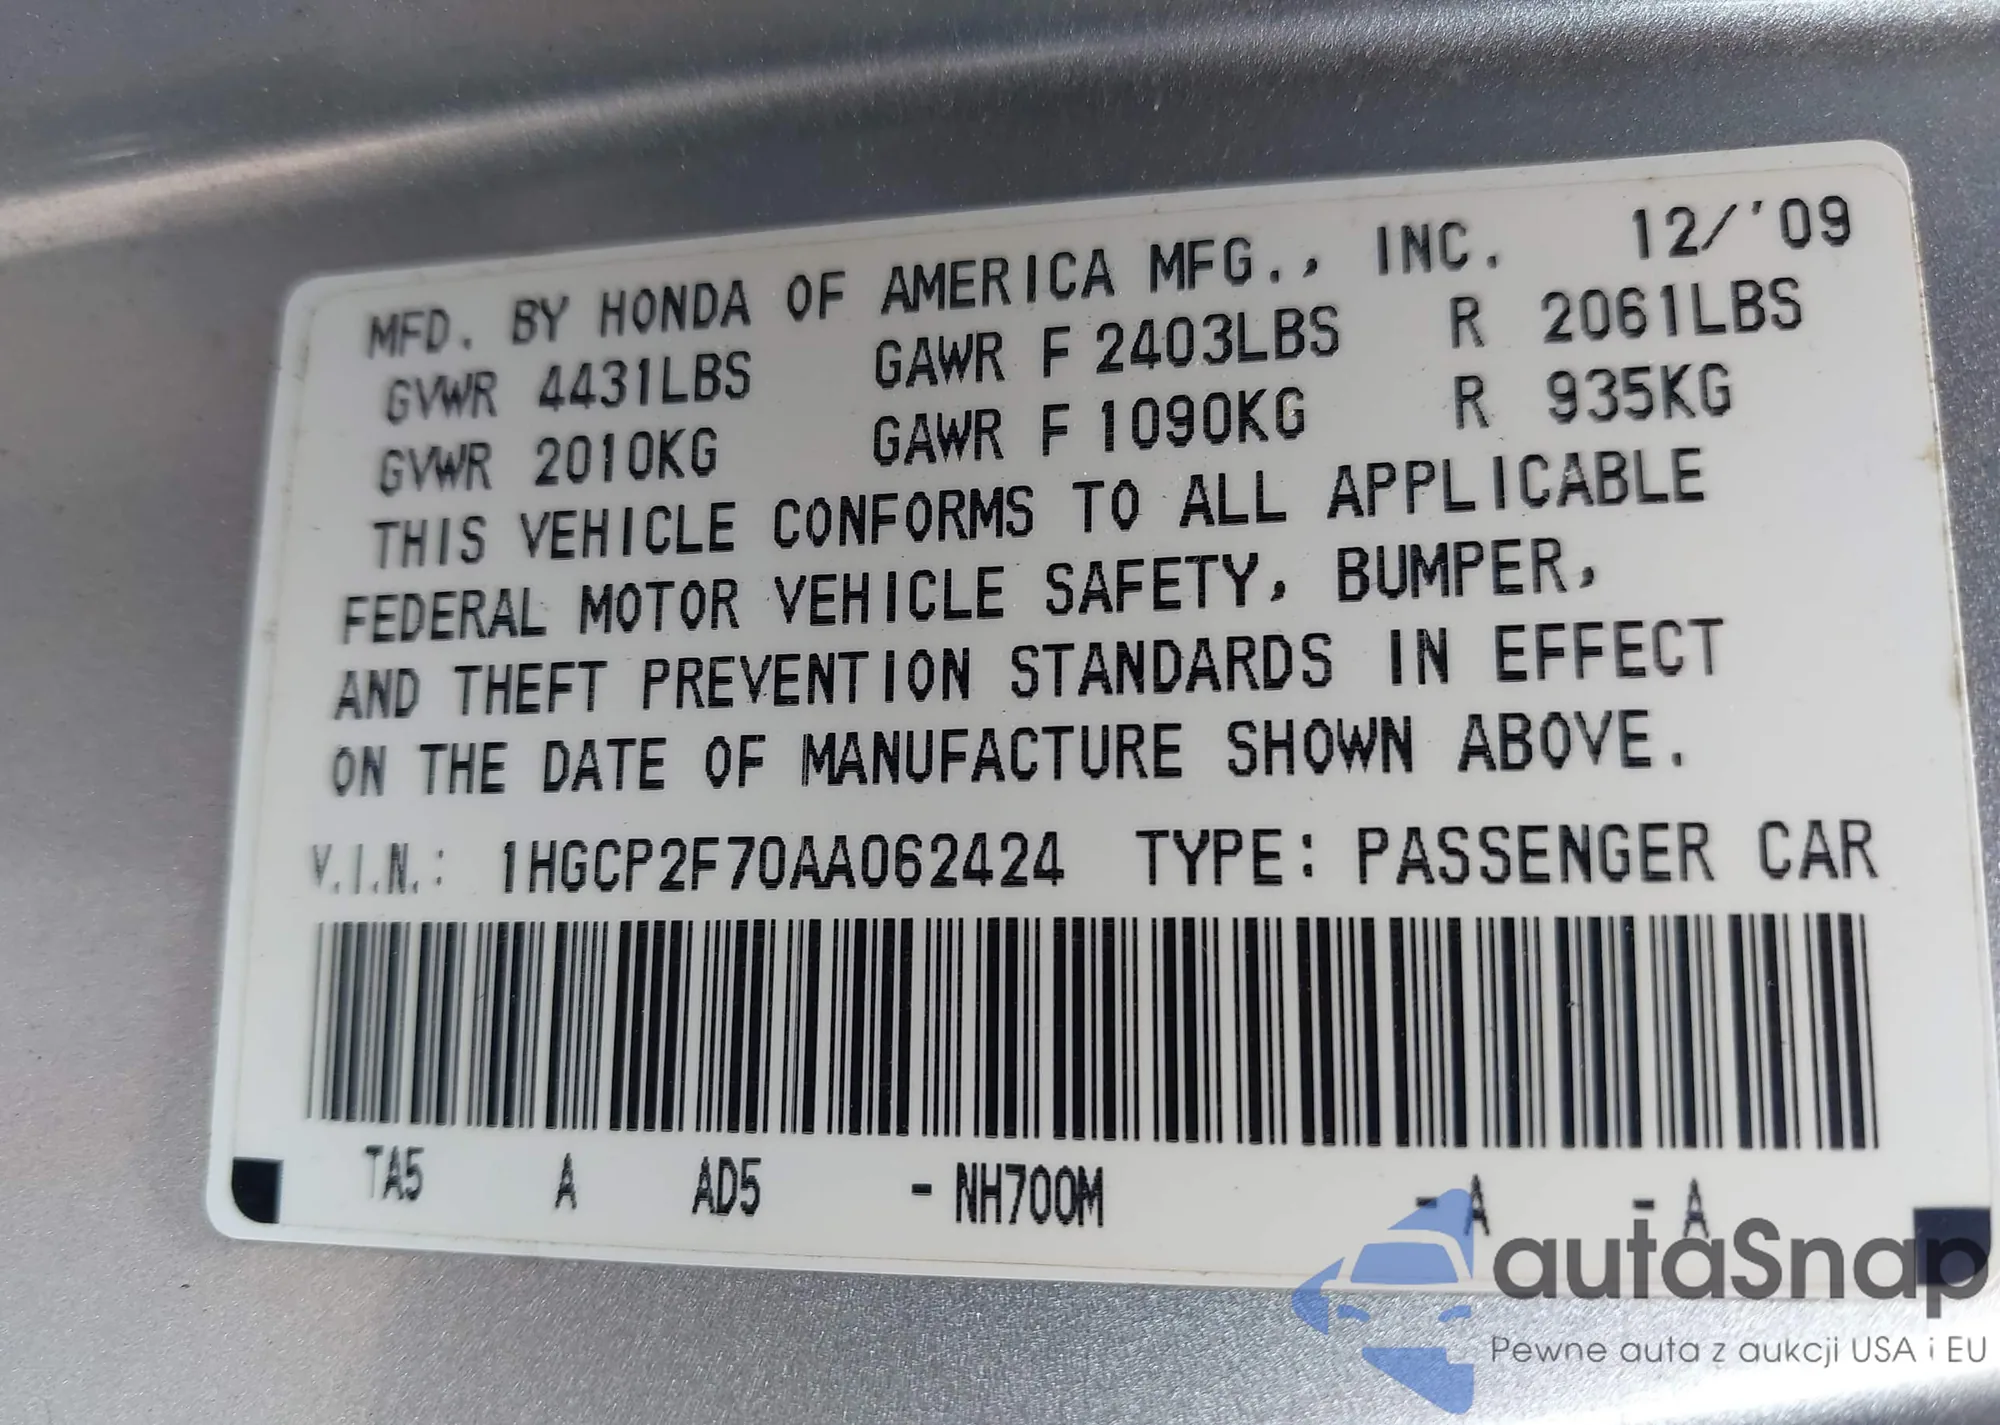 MFD. BY HONDA OF AMERICA MFG., INC. 12/'09
GVWR 4431LBS GAWR F 2403LBS R 2061LBS
GVWR 2010KG GAWR F 1090KG R 935KG
THIS VEHICLE CONFORMS TO ALL APPLICABLE
FEDERAL MOTOR VEHICLE SAFETY, BUMPER,
AND THEFT PREVENTION STANDARDS IN EFFECT
ON THE DATE OF MANUFACTURE SHOWN ABOVE.
V.I.N.: 1HGCP2F70AA062424 TYPE: PASSENGER CAR
TA5 A AD5 - NH700M - A - A
autaSnap
Pewne auta z aukcji USA i EU